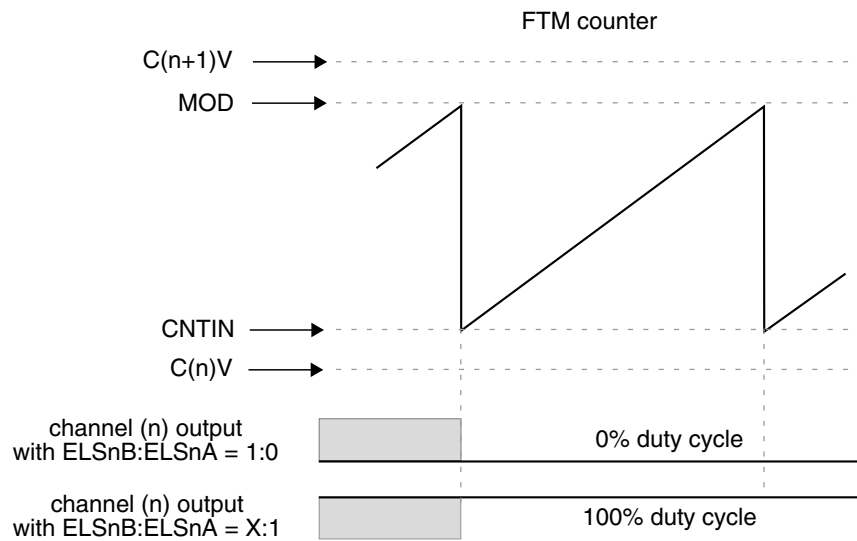 FTM counter
C(n+1)V
MOD
CNTIN
C(n)V
channel (n) output
with ELSnB:ELSnA = 1:0
0% duty cycle
channel (n) output
with ELSnB:ELSnA = X:1
100% duty cycle